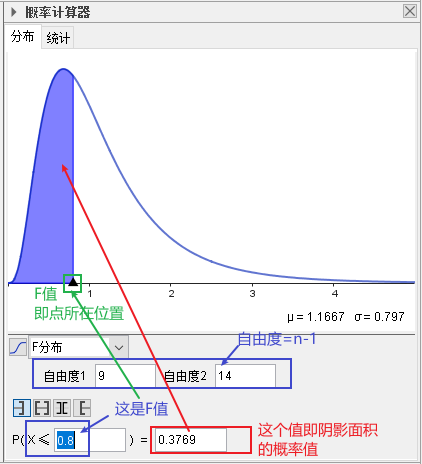 概率计算器
分布 统计
F值
即点所在位置
1 2 3 4
μ = 1.1667 σ = 0.797
F分布
自由度=n-1
自由度1 9 自由度2 14
这是F值
P( X ≤ 0.8 ) = 0.3769
这个值即阴影面积
的概率值